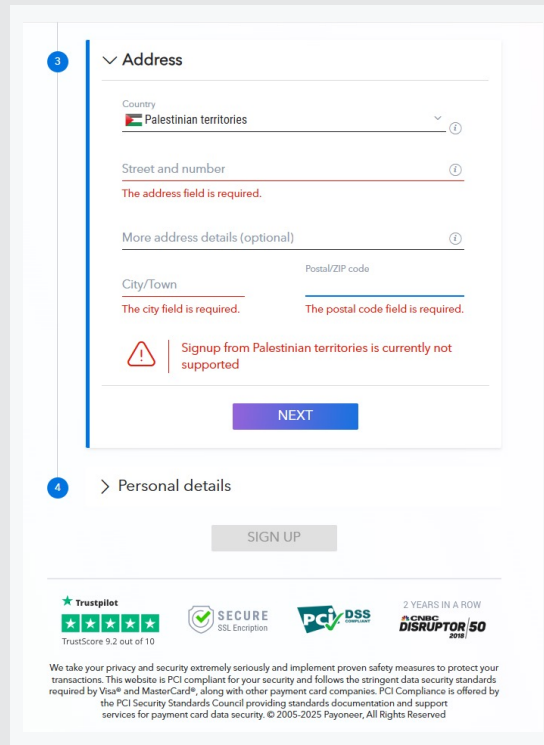 3
Address
Country
Palestinian territories
Street and number
The address field is required.
More address details (optional)
City/Town
Postal/ZIP code
The city field is required.
The postal code field is required.
Signup from Palestinian territories is currently not
supported
NEXT
4
Personal details
SIGN UP
Trustpilot
TrustScore 9.2 out of 10
SECURE
SSL Encription
PCI DSS
COMPLIANT
2 YEARS IN A ROW
CNBC
DISRUPTOR 50
2018
We take your privacy and security extremely seriously and implement proven safety measures to protect your
transactions. This website is PCI compliant for your security and follows the stringent data security standards
required by Visa® and MasterCard®, along with other payment card companies. PCI Compliance is offered by
the PCI Security Standards Council providing standards documentation and support
services for payment card data security. © 2005-2025 Payoneer, All Rights Reserved